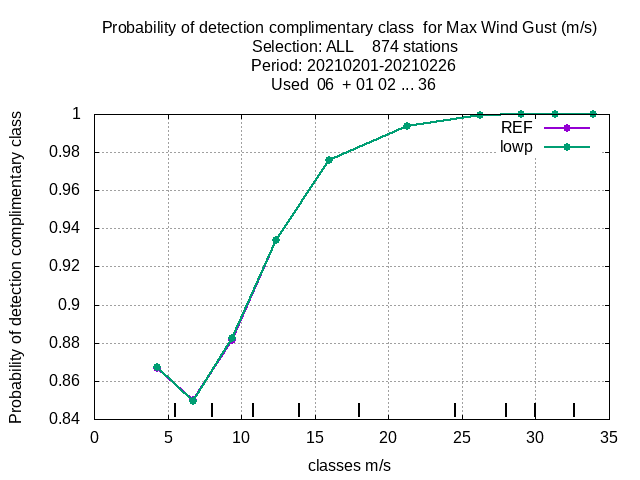 Probability of detection complimentary class  for Max Wind Gust (m/s)
Selection: ALL    874 stations
Period: 20210201-20210226
Used  06  + 01 02 ... 36
Probability of detection complimentary class
1
0.98
0.96
0.94
0.92
0.9
0.88
0.86
0.84
REF
lowp
0 5 10 15 20 25 30 35
classes m/s